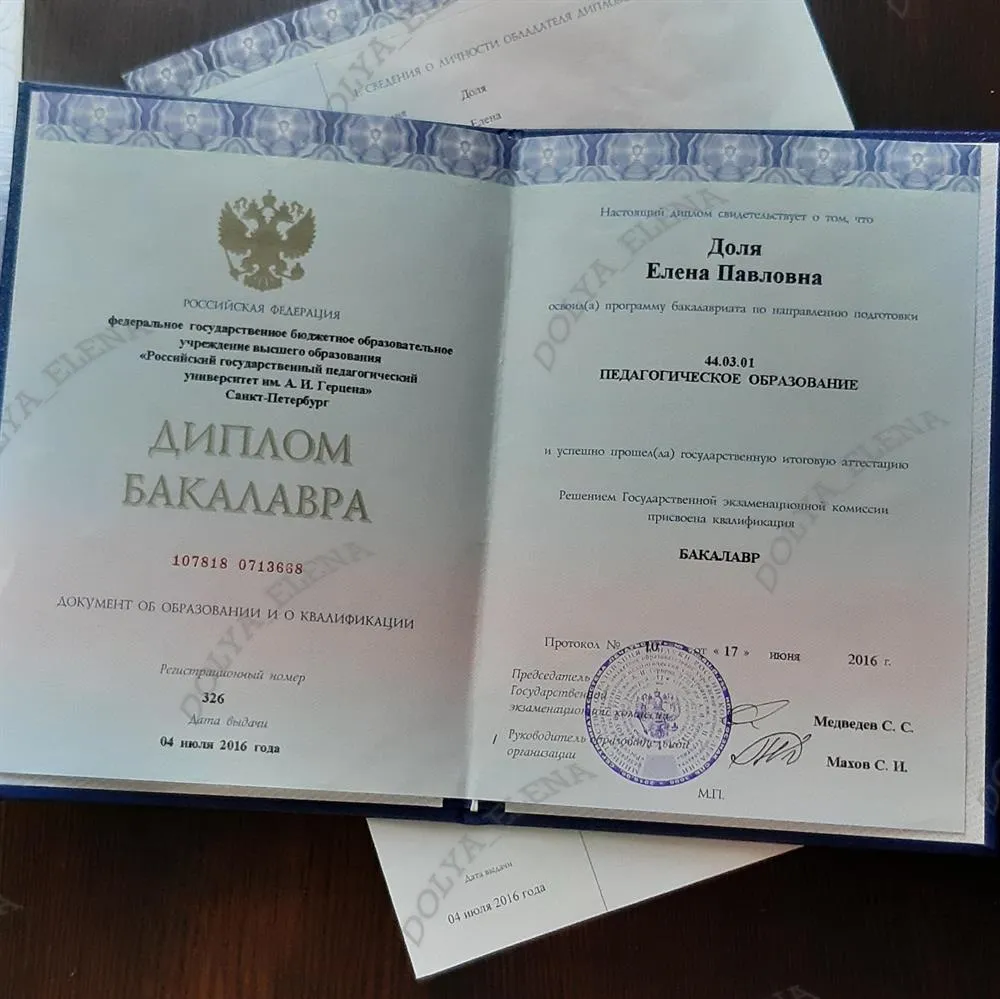 СВЕДЕНИЯ О ЛИЧНОСТИ ОБЛАДАТЕЛЯ ДИПЛОМА
Доля
Елена
РОССИЙСКАЯ ФЕДЕРАЦИЯ
федеральное государственное бюджетное образовательное
учреждение высшего образования
«Российский государственный педагогический
университет им. А. И. Герцена»
Санкт-Петербург
ДИПЛОМ
БАКАЛАВРА
107818 0713668
ДОКУМЕНТ ОБ ОБРАЗОВАНИИ И О КВАЛИФИКАЦИИ
Регистрационный номер
326
Дата выдачи
04 июля 2016 года
Настоящий диплом свидетельствует о том, что
Доля
Елена Павловна
освоил(а) программу бакалавриата по направлению подготовки
44.03.01
ПЕДАГОГИЧЕСКОЕ ОБРАЗОВАНИЕ
и успешно прошел(ла) государственную итоговую аттестацию
Решением Государственной экзаменационной комиссии
присвоена квалификация
БАКАЛАВР
Протокол № 10 от « 17 » июня 2016 г.
Председатель
Государственной
экзаменационной комиссии
Медведев С. С.
Руководитель образовательной
организации
Махов С. И.
М.П.
Дата выдачи
04 июля 2016 года
DOLYA_ELENA